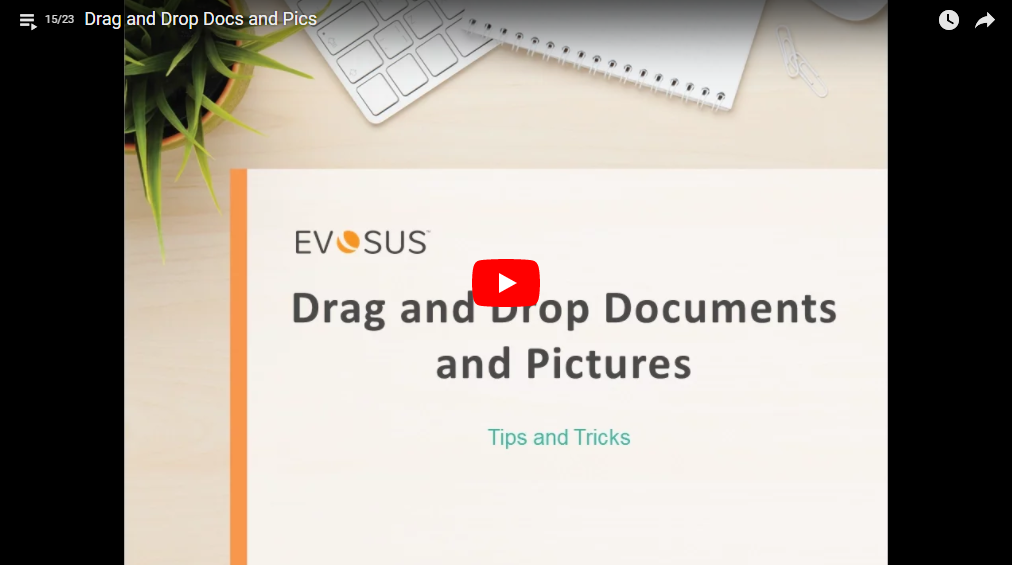 15/23 Drag and Drop Docs and Pics
EVOSUS
Drag and Drop Documents
and Pictures
Tips and Tricks